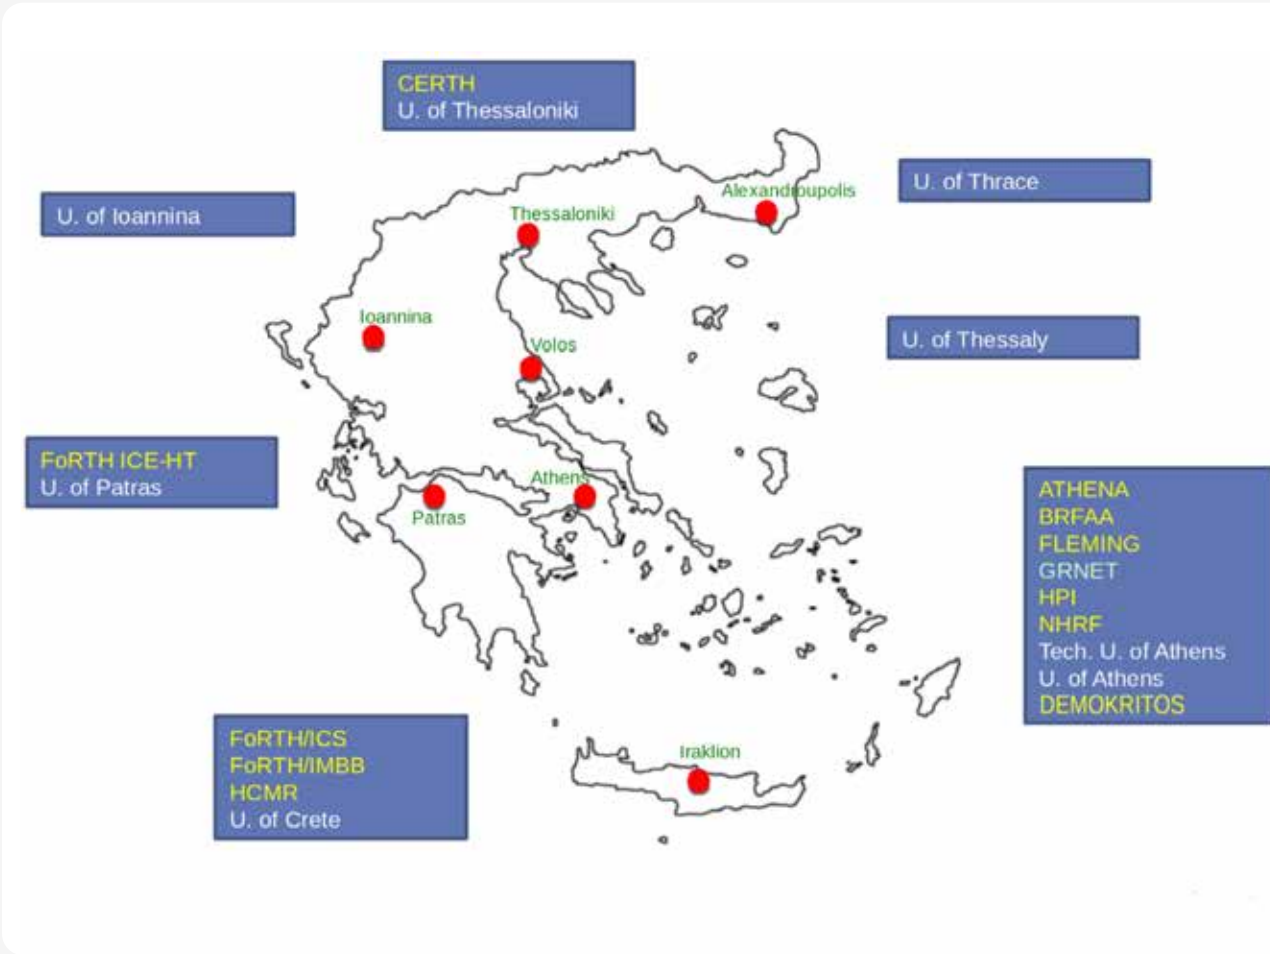 CERTH
U. of Thessaloniki
U. of Thrace
U. of Ioannina
Alexandroupolis
Thessaloniki
Ioannina
Volos
U. of Thessaly
FoRTH ICE-HT
U. of Patras
Athens
Patras
ATHENA
BRFAA
FLEMING
GRNET
HPI
NHRF
Tech. U. of Athens
U. of Athens
DEMOKRITOS
FoRTH/ICS
FoRTH/IMBB
HCMR
U. of Crete
Iraklion